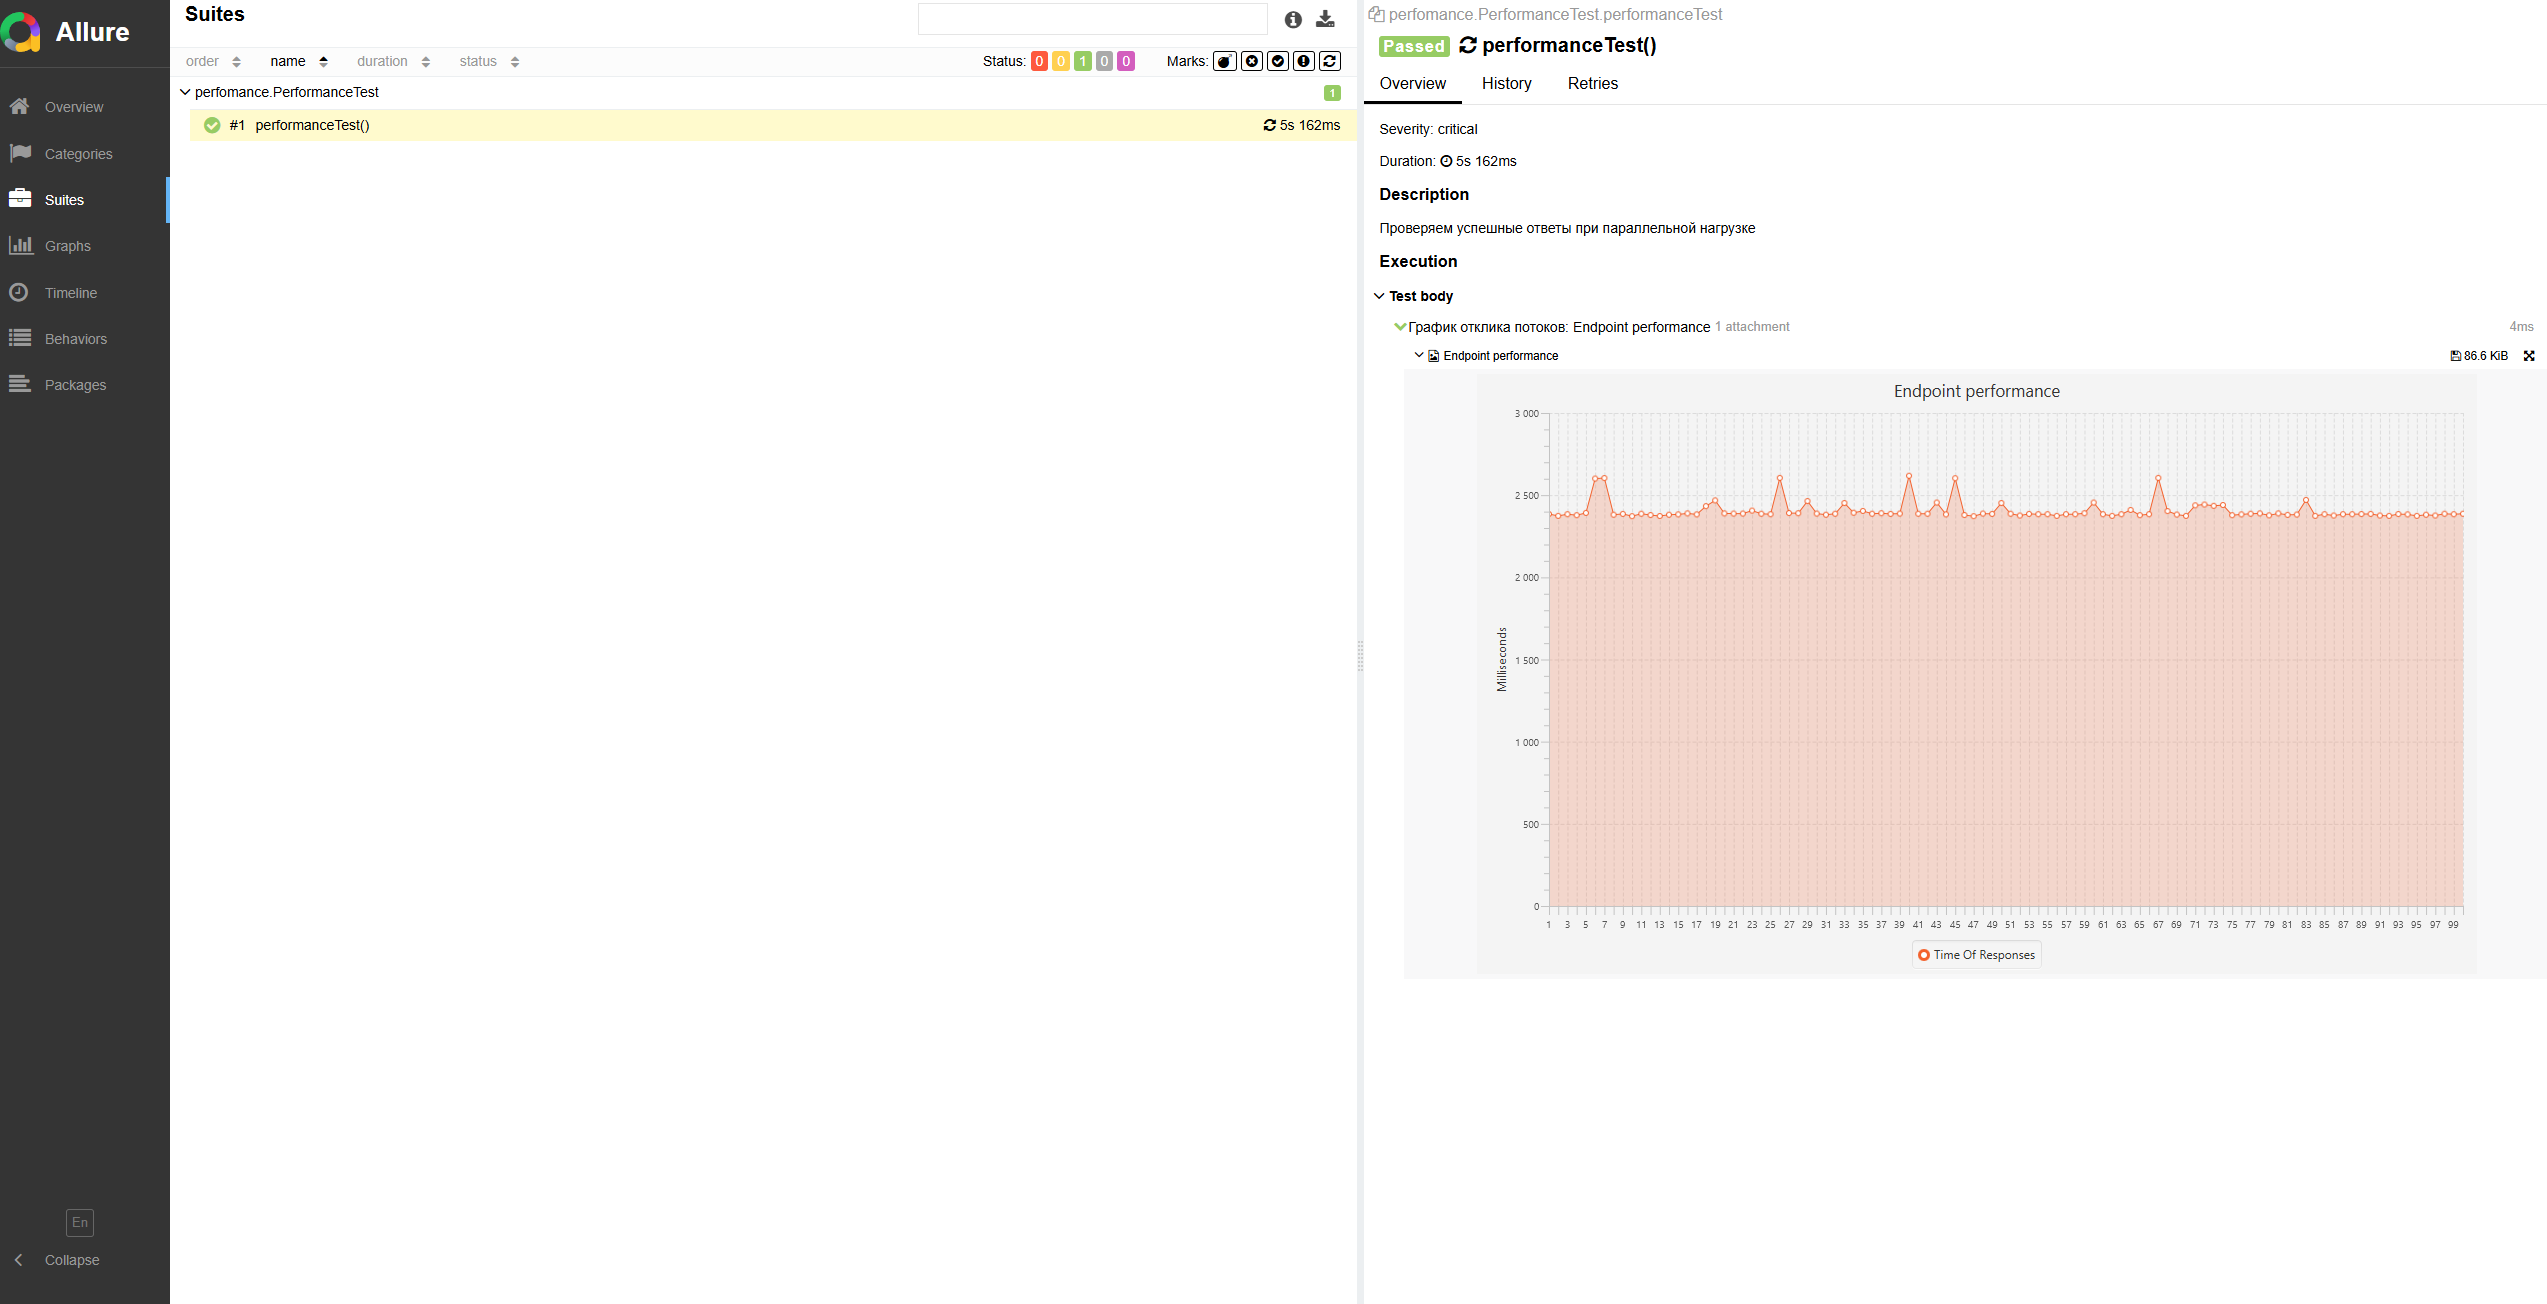 Allure
Overview
Categories
Suites
Graphs
Timeline
Behaviors
Packages
En
Collapse
Suites
order name duration status
Status: 0 0 1 0 0 Marks:
perfomance.PerformanceTest 1
#1 performanceTest() 5s 162ms
perfomance.PerformanceTest.performanceTest
Passed performanceTest()
Overview History Retries
Severity: critical
Duration: 5s 162ms
Description
Проверяем успешные ответы при параллельной нагрузке
Execution
Test body
График отклика потоков: Endpoint performance 1 attachment 4ms
Endpoint performance 86.6 KiB
Endpoint performance
3 000
2 500
2 000
1 500
1 000
500
0
Milliseconds
1 3 5 7 9 11 13 15 17 19 21 23 25 27 29 31 33 35 37 39 41 43 45 47 49 51 53 55 57 59 61 63 65 67 69 71 73 75 77 79 81 83 85 87 89 91 93 95 97 99
Time Of Responses